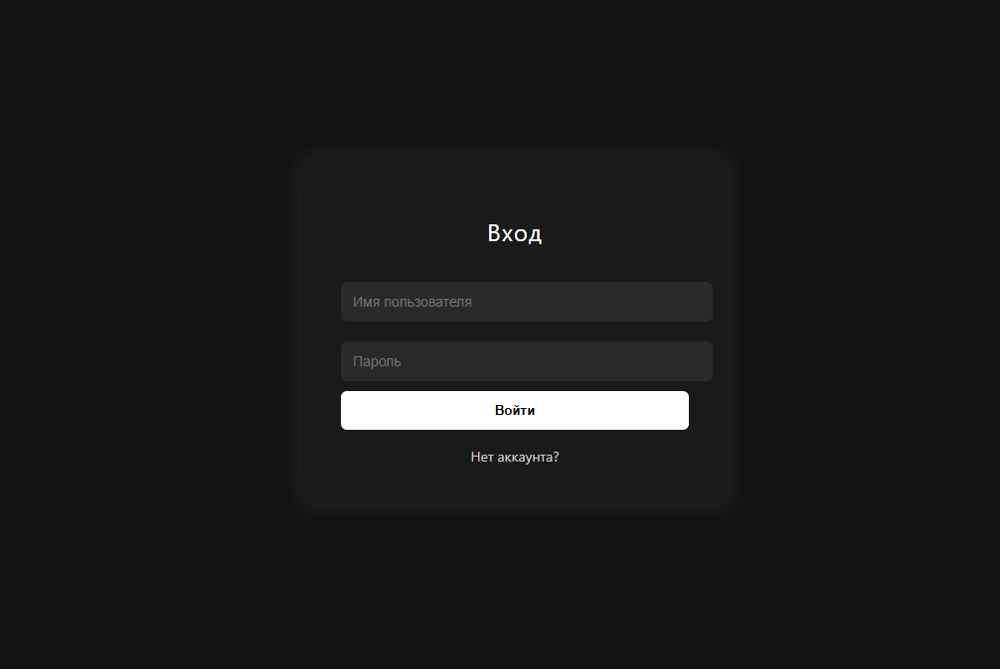 Вход
Имя пользователя
Пароль
Войти
Нет аккаунта?